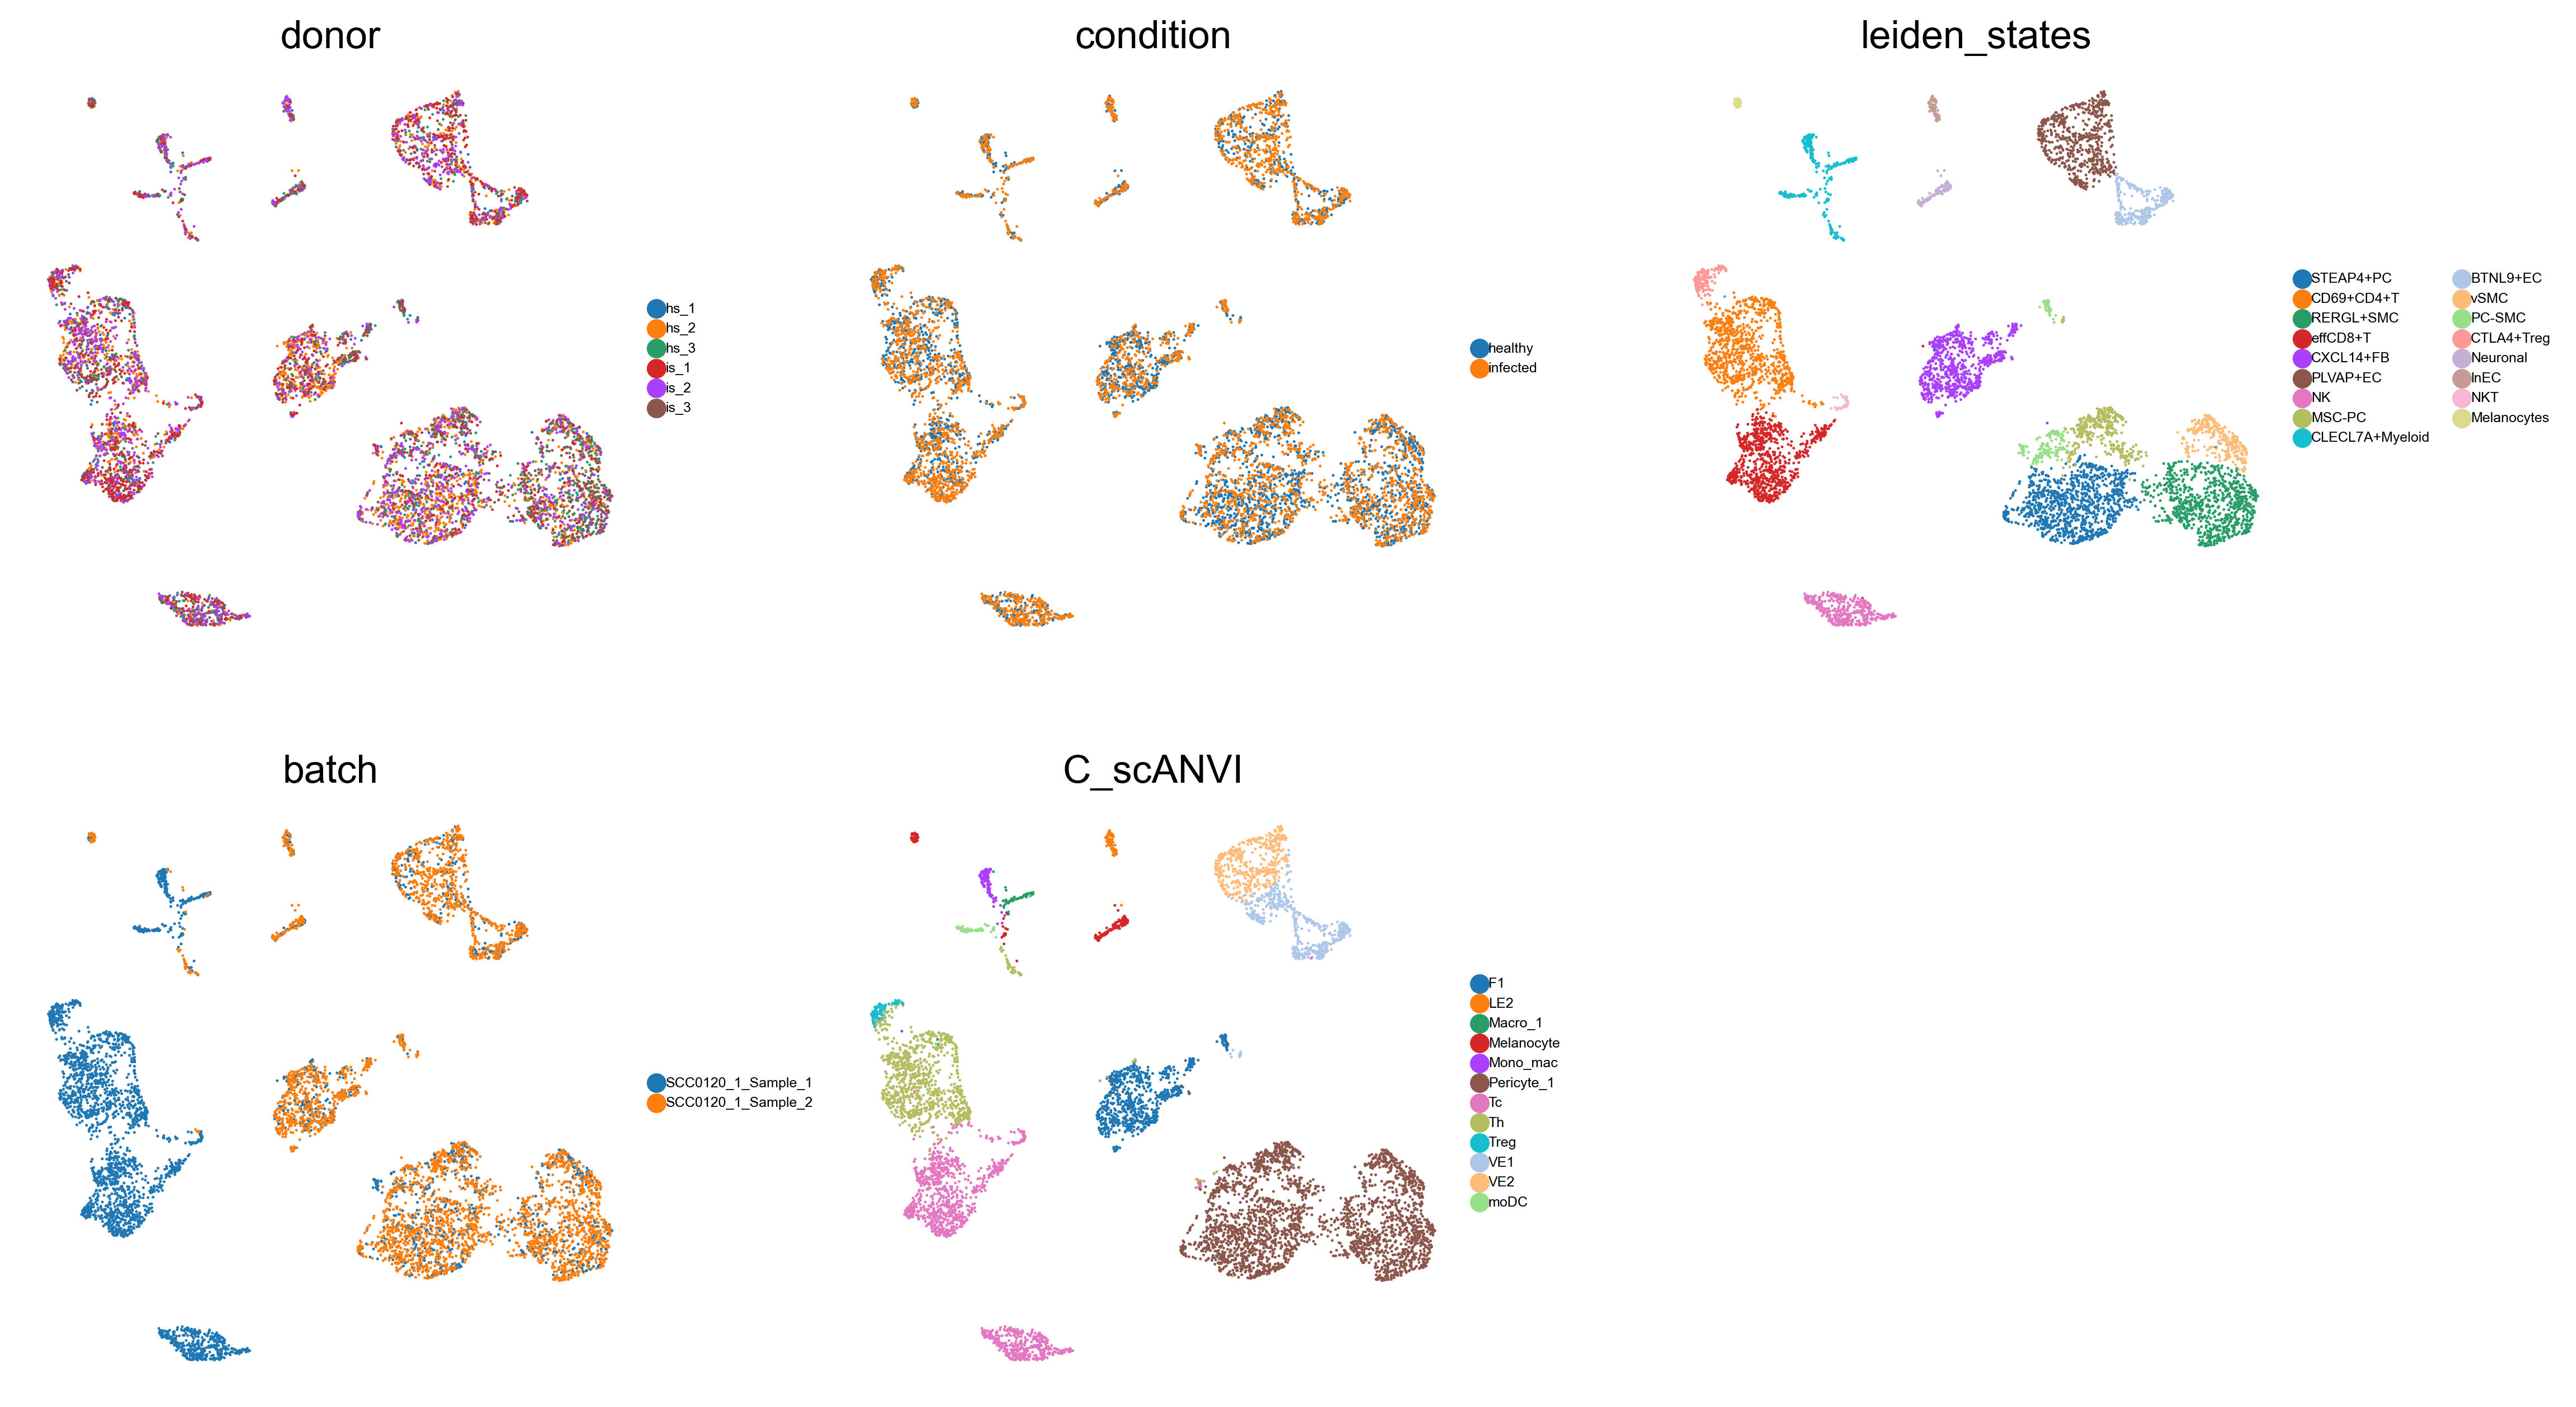 donor
condition
leiden_states
hs_1
hs_2
hs_3
is_1
is_2
is_3
healthy
infected
STEAP4+PC
CD69+CD4+T
RERGL+SMC
effCD8+T
CXCL14+FB
PLVAP+EC
NK
MSC-PC
CLECL7A+Myeloid
BTNL9+EC
vSMC
PC-SMC
CTLA4+Treg
Neuronal
lnEC
NKT
Melanocytes
batch
C_scANVI
SCC0120_1_Sample_1
SCC0120_1_Sample_2
F1
LE2
Macro_1
Melanocyte
Mono_mac
Pericyte_1
Tc
Th
Treg
VE1
VE2
moDC